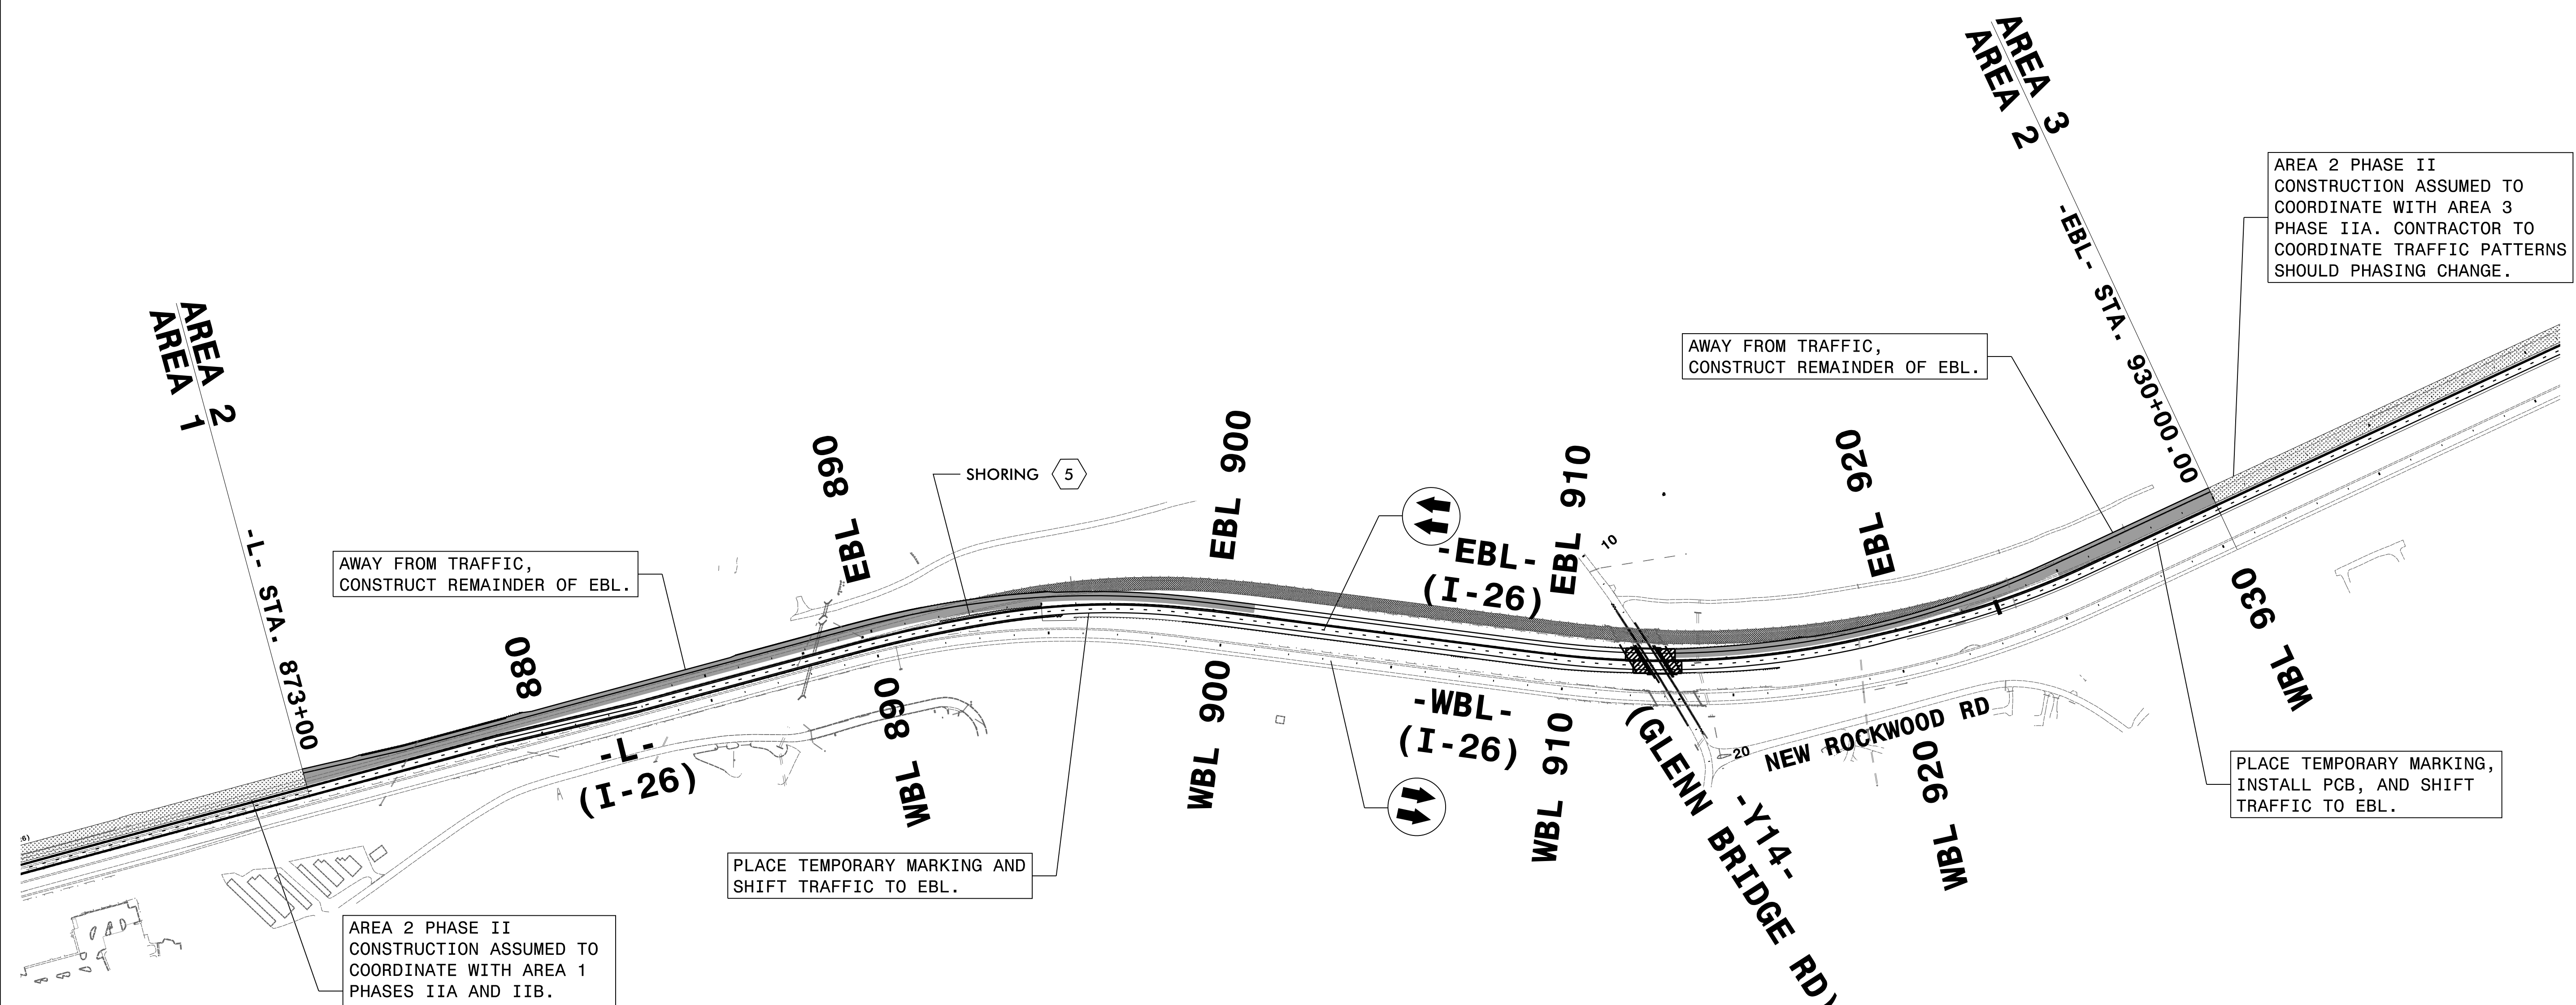 AREA 3
AREA 2
-EBL- STA. 930+00.00
AREA 2 PHASE II
CONSTRUCTION ASSUMED TO
COORDINATE WITH AREA 3
PHASE IIA. CONTRACTOR TO
COORDINATE TRAFFIC PATTERNS
SHOULD PHASING CHANGE.
AREA 2
AREA 1
-L- STA. 873+00
AWAY FROM TRAFFIC,
CONSTRUCT REMAINDER OF EBL.
EBL 890
SHORING 5
EBL 900
-EBL-
(I-26)
EBL 910
10
EBL 920
AWAY FROM TRAFFIC,
CONSTRUCT REMAINDER OF EBL.
880
-L-
(I-26)
WBL 890
WBL 900
-WBL-
(I-26)
WBL 910
-Y14-
(GLENN BRIDGE RD)
20
NEW ROCKWOOD RD
WBL 920
WBL 930
PLACE TEMPORARY MARKING,
INSTALL PCB, AND SHIFT
TRAFFIC TO EBL.
PLACE TEMPORARY MARKING AND
SHIFT TRAFFIC TO EBL.
6)
AREA 2 PHASE II
CONSTRUCTION ASSUMED TO
COORDINATE WITH AREA 1
PHASES IIA AND IIB.